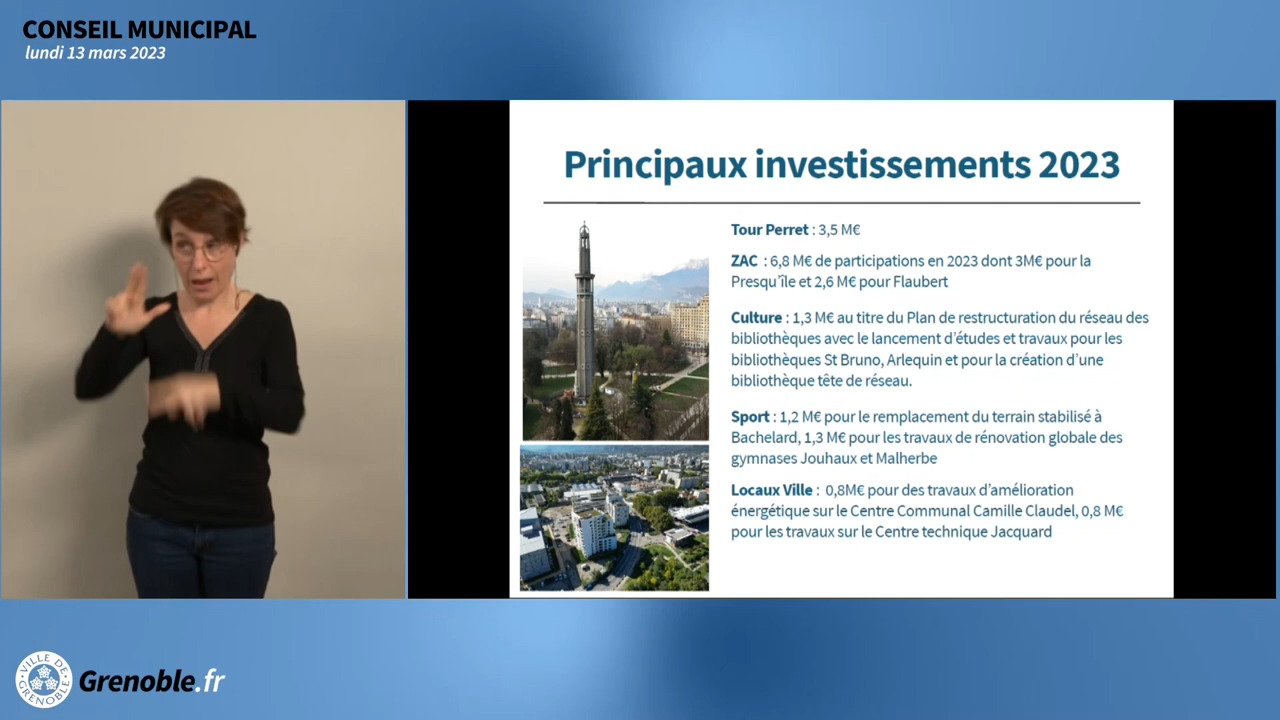 CONSEIL MUNICIPAL
lundi 13 mars 2023
Principaux investissements 2023
Tour Perret : 3,5 M€
ZAC : 6,8 M€ de participations en 2023 dont 3M€ pour la
Presqu'île et 2,6 M€ pour Flaubert
Culture : 1,3 M€ au titre du Plan de restructuration du réseau des
bibliothèques avec le lancement d'études et travaux pour les
bibliothèques St Bruno, Arlequin et pour la création d'une
bibliothèque tête de réseau.
Sport : 1,2 M€ pour le remplacement du terrain stabilisé à
Bachelard, 1,3 M€ pour les travaux de rénovation globale des
gymnases Jouhaux et Malherbe
Locaux Ville : 0,8M€ pour des travaux d'amélioration
énergétique sur le Centre Communal Camille Claudel, 0,8 M€
pour les travaux sur le Centre technique Jacquard
VILLE DE GRENOBLE
Grenoble.fr